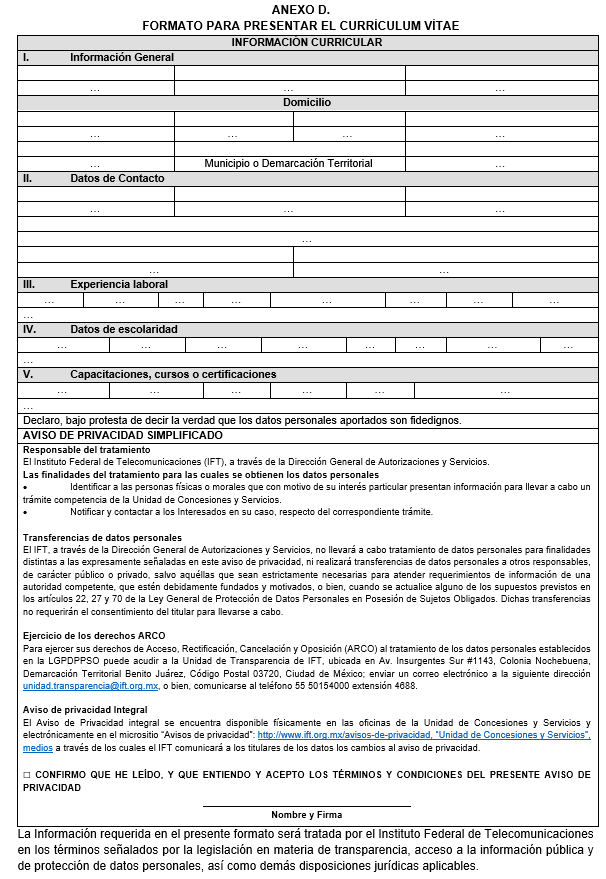 ANEXO D.
FORMATO PARA PRESENTAR EL CURRÍCULUM VÍTAE
INFORMACIÓN CURRICULAR
I. Información General
… … …
Domicilio
… … … …
… Municipio o Demarcación Territorial …
II. Datos de Contacto
… … …
…
… …
III. Experiencia laboral
… … … … … … … …
…
IV. Datos de escolaridad
… … … … … … … …
…
V. Capacitaciones, cursos o certificaciones
… … … … … …
…
Declaro, bajo protesta de decir la verdad que los datos personales aportados son fidedignos.
AVISO DE PRIVACIDAD SIMPLIFICADO
Responsable del tratamiento
El Instituto Federal de Telecomunicaciones (IFT), a través de la Dirección General de Autorizaciones y Servicios.
Las finalidades del tratamiento para las cuales se obtienen los datos personales
• Identificar a las personas físicas o morales que con motivo de su interés particular presentan información para llevar a cabo un
trámite competencia de la Unidad de Concesiones y Servicios.
• Notificar y contactar a los Interesados en su caso, respecto del correspondiente trámite.
Transferencias de datos personales
El IFT, a través de la Dirección General de Autorizaciones y Servicios, no llevará a cabo tratamiento de datos personales para finalidades
distintas a las expresamente señaladas en este aviso de privacidad, ni realizará transferencias de datos personales a otros responsables,
de carácter público o privado, salvo aquéllas que sean estrictamente necesarias para atender requerimientos de información de una
autoridad competente, que estén debidamente fundados y motivados, o bien, cuando se actualice alguno de los supuestos previstos en
los artículos 22, 27 y 70 de la Ley General de Protección de Datos Personales en Posesión de Sujetos Obligados. Dichas transferencias
no requerirán el consentimiento del titular para llevarse a cabo.
Ejercicio de los derechos ARCO
Para ejercer sus derechos de Acceso, Rectificación, Cancelación y Oposición (ARCO) al tratamiento de los datos personales establecidos
en la LGPDPPSO puede acudir a la Unidad de Transparencia de IFT, ubicada en Av. Insurgentes Sur #1143, Colonia Nochebuena,
Demarcación Territorial Benito Juárez, Código Postal 03720, Ciudad de México; enviar un correo electrónico a la siguiente dirección
unidad.transparencia@ift.org.mx, o bien, comunicarse al teléfono 55 50154000 extensión 4688.
Aviso de privacidad Integral
El Aviso de Privacidad integral se encuentra disponible físicamente en las oficinas de la Unidad de Concesiones y Servicios y
electrónicamente en el micrositio “Avisos de privacidad”: http://www.ift.org.mx/avisos-de-privacidad, “Unidad de Concesiones y Servicios”,
medios a través de los cuales el IFT comunicará a los titulares de los datos los cambios al aviso de privacidad.
☐ CONFIRMO QUE HE LEÍDO, Y QUE ENTIENDO Y ACEPTO LOS TÉRMINOS Y CONDICIONES DEL PRESENTE AVISO DE
PRIVACIDAD
Nombre y Firma
La Información requerida en el presente formato será tratada por el Instituto Federal de Telecomunicaciones
en los términos señalados por la legislación en materia de transparencia, acceso a la información pública y
de protección de datos personales, así como demás disposiciones jurídicas aplicables.